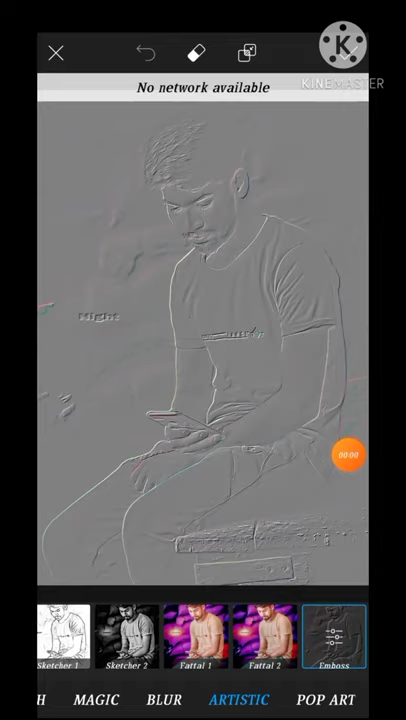 K
KINEMASTER
No network available
Night
00:00
Sketcher 1 Sketcher 2 Fattal 1 Fattal 2 Emboss
H MAGIC BLUR ARTISTIC POP ART